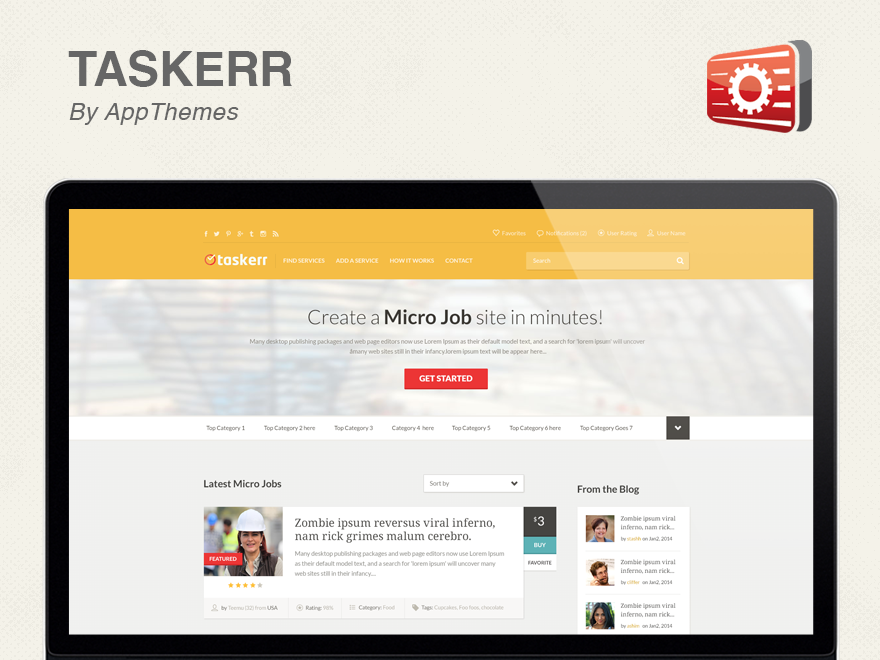 TASKERR
By AppThemes
Favorites Notifications (2) User Rating User Name
taskerr FIND SERVICES ADD A SERVICE HOW IT WORKS CONTACT Search
Create a Micro Job site in minutes!
Many desktop publishing packages and web page editors now use Lorem Ipsum as their default model text, and a search for 'lorem ipsum' will uncover
many web sites still in their infancy.lorem ipsum text will be appear here...
GET STARTED
Top Category 1 Top Category 2 here Top Category 3 Category 4 here Top Category 5 Top Category 6 here Top Category Goes 7
Latest Micro Jobs
Sort by
From the Blog
FEATURED
Zombie ipsum reversus viral inferno,
nam rick grimes malum cerebro.
Many desktop publishing packages and web page editors now use Lorem Ipsum
as their default model text, and a search for 'lorem ipsum' will uncover many
web sites still in their infancy....
$3
BUY
FAVORITE
by (32) from USA Rating: 98% Category: Food Tags: Cupcakes, Foo hoo, chocolate
Zombie ipsum viral
inferno, nam rick...
by on Jan2, 2014
Zombie ipsum viral
inferno, nam rick...
by on Jan2, 2014
Zombie ipsum viral
inferno, nam rick...
by on Jan2, 2014